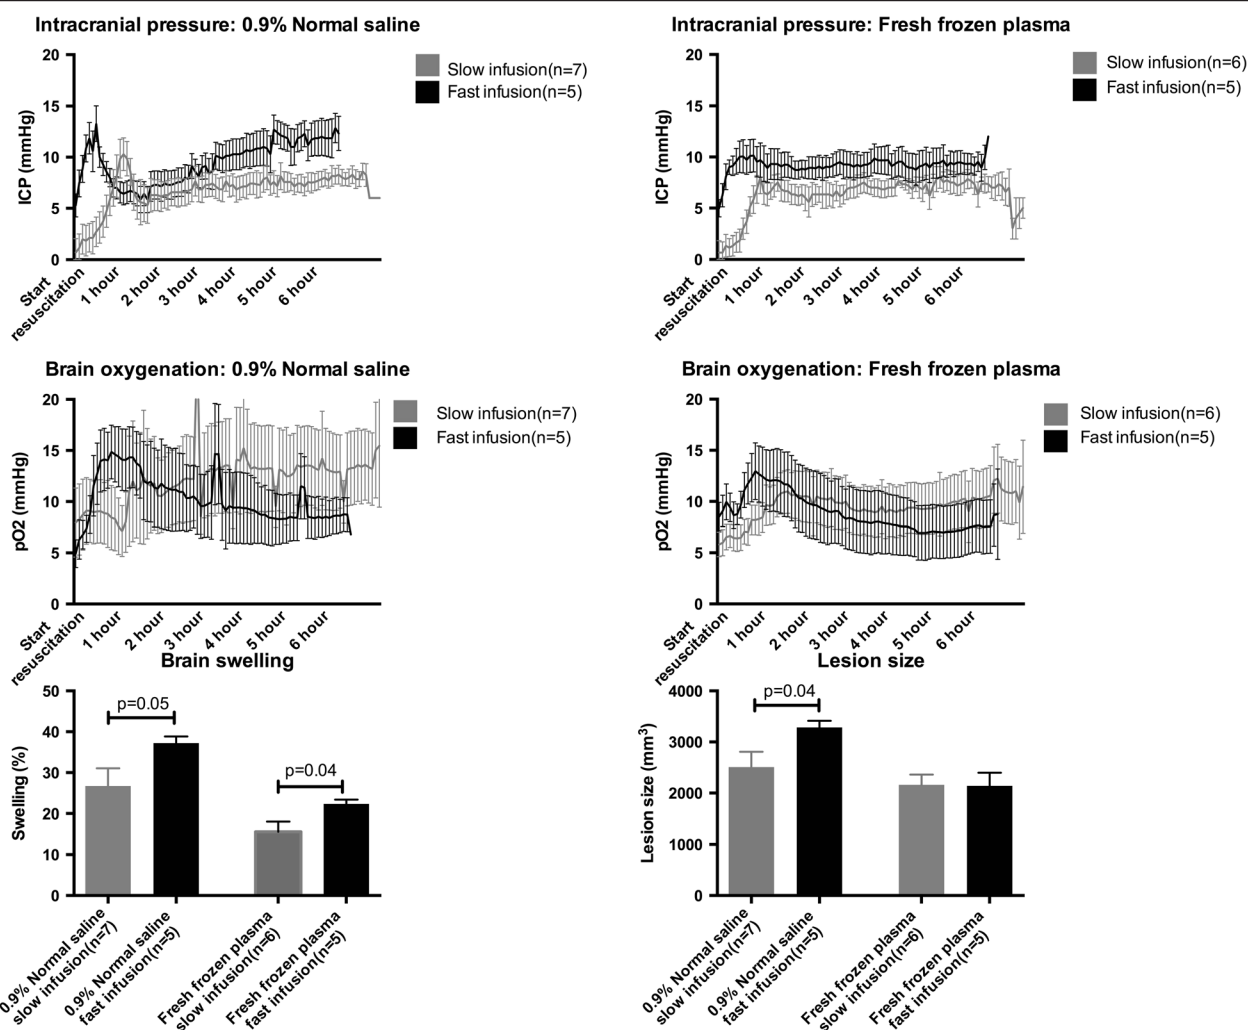 Intracranial pressure: 0.9% Normal saline
ICP (mmHg)
20
15
10
5
0
Start
resuscitation
1 hour
2 hour
3 hour
4 hour
5 hour
6 hour
Slow infusion(n=7)
Fast infusion(n=5)
Intracranial pressure: Fresh frozen plasma
ICP (mmHg)
20
15
10
5
0
Start
resuscitation
1 hour
2 hour
3 hour
4 hour
5 hour
6 hour
Slow infusion(n=6)
Fast infusion(n=5)
Brain oxygenation: 0.9% Normal saline
pO2 (mmHg)
20
15
10
5
0
Start
resuscitation
1 hour
2 hour
3 hour
4 hour
5 hour
6 hour
Slow infusion(n=7)
Fast infusion(n=5)
Brain oxygenation: Fresh frozen plasma
pO2 (mmHg)
20
15
10
5
0
Start
resuscitation
1 hour
2 hour
3 hour
4 hour
5 hour
6 hour
Slow infusion(n=6)
Fast infusion(n=5)
Brain swelling
Swelling (%)
50
40
30
20
10
0
p=0.05
p=0.04
0.9% Normal saline
slow infusion(n=7)
0.9% Normal saline
fast infusion(n=5)
Fresh frozen plasma
slow infusion(n=6)
Fresh frozen plasma
fast infusion(n=5)
Lesion size
Lesion size (mm³)
4000
3000
2000
1000
0
p=0.04
0.9% Normal saline
slow infusion(n=7)
0.9% Normal saline
fast infusion(n=5)
Fresh frozen plasma
slow infusion(n=6)
Fresh frozen plasma
fast infusion(n=5)